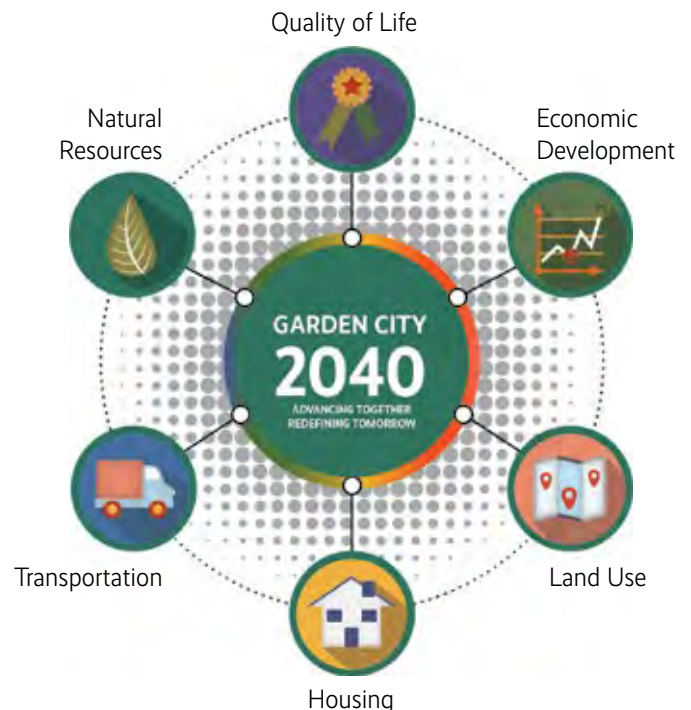 Quality of Life
Natural
Resources
Economic
Development
GARDEN CITY
2040
ADVANCING TOGETHER
REDEFINING TOMORROW
Transportation
Land Use
Housing